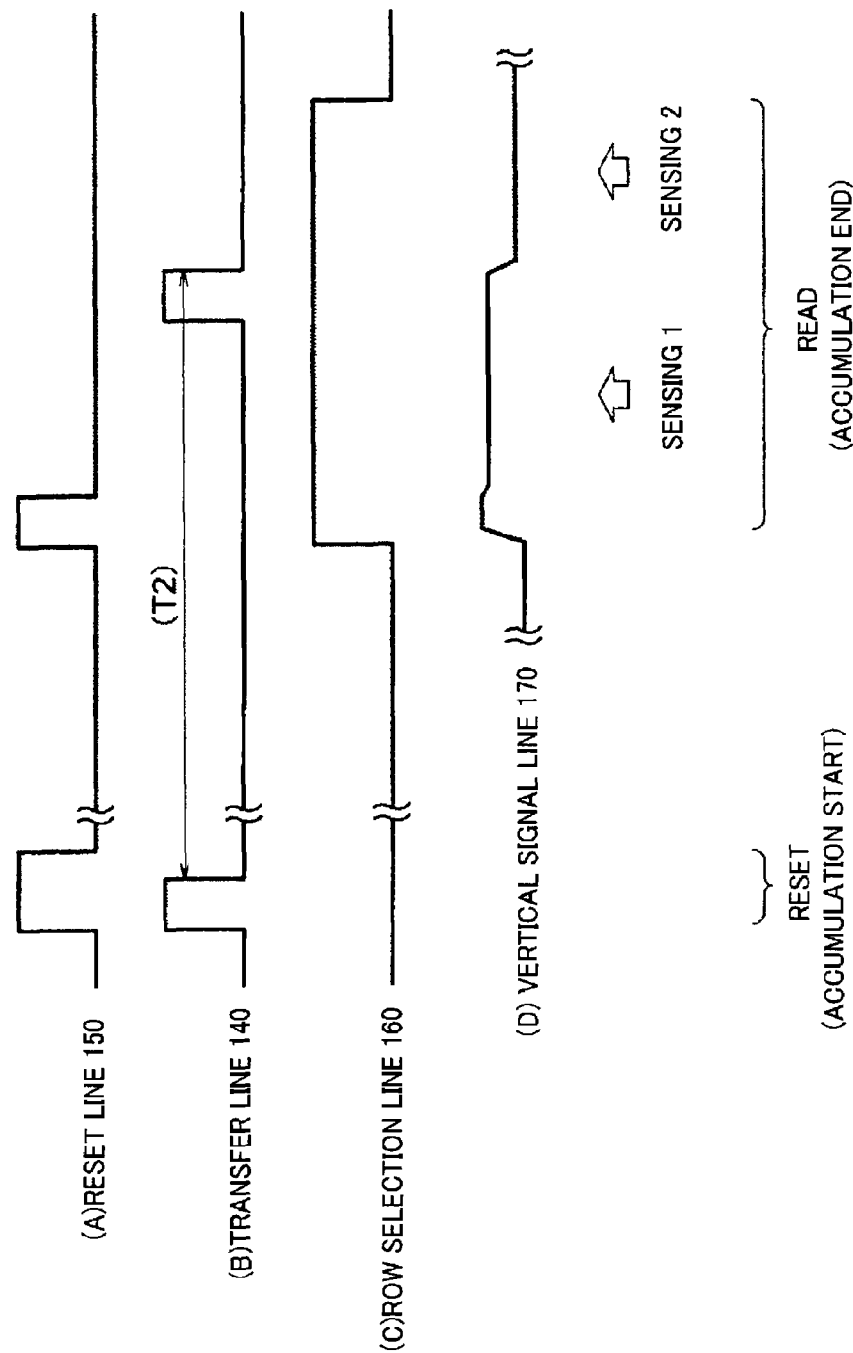 (A)RESET LINE 150
(B)TRANSFER LINE 140
(T2)
(C)ROW SELECTION LINE 160
(D) VERTICAL SIGNAL LINE 170
SENSING 1
SENSING 2
RESET
(ACCUMULATION START)
READ
(ACCUMULATION END)